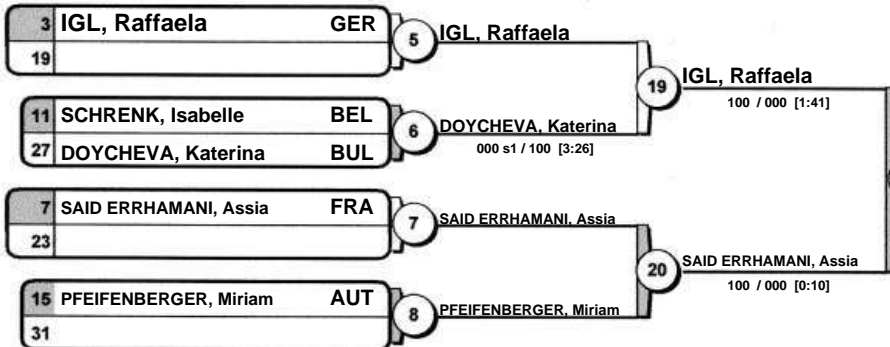 3 IGL, Raffaela GER
19
5
IGL, Raffaela
11 SCHRENK, Isabelle BEL
27 DOYCHEVA, Katerina BUL
6
DOYCHEVA, Katerina
000 s1 / 100 [3:26]
19
IGL, Raffaela
100 / 000 [1:41]
7 SAID ERRHAMANI, Assia FRA
23
7
SAID ERRHAMANI, Assia
15 PFEIFENBERGER, Miriam AUT
31
8
PFEIFENBERGER, Miriam
20
SAID ERRHAMANI, Assia
100 / 000 [0:10]